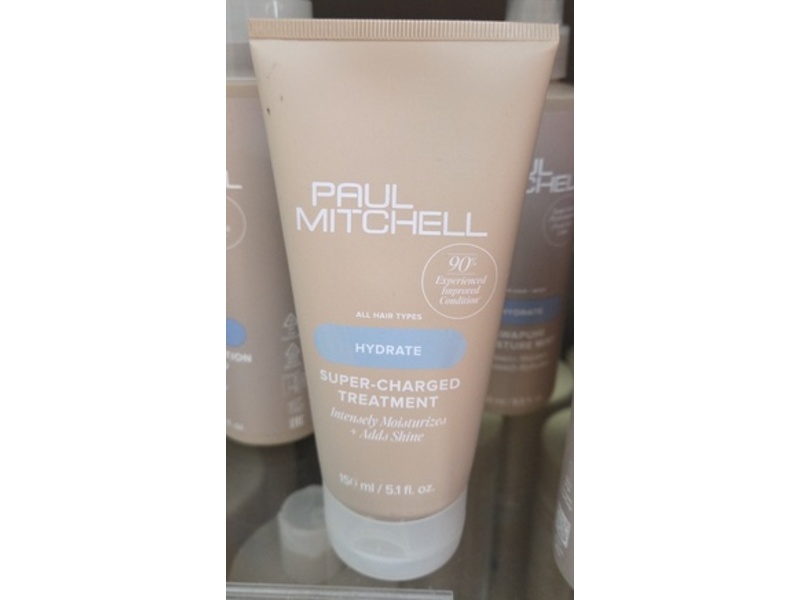 PAUL
MITCHELL
90%
Experienced
Improved
Condition
ALL HAIR TYPES
HYDRATE
SUPER-CHARGED
TREATMENT
Intensely Moisturizes
+ Adds Shine
150 ml / 5.1 fl. oz.
HYDRATE